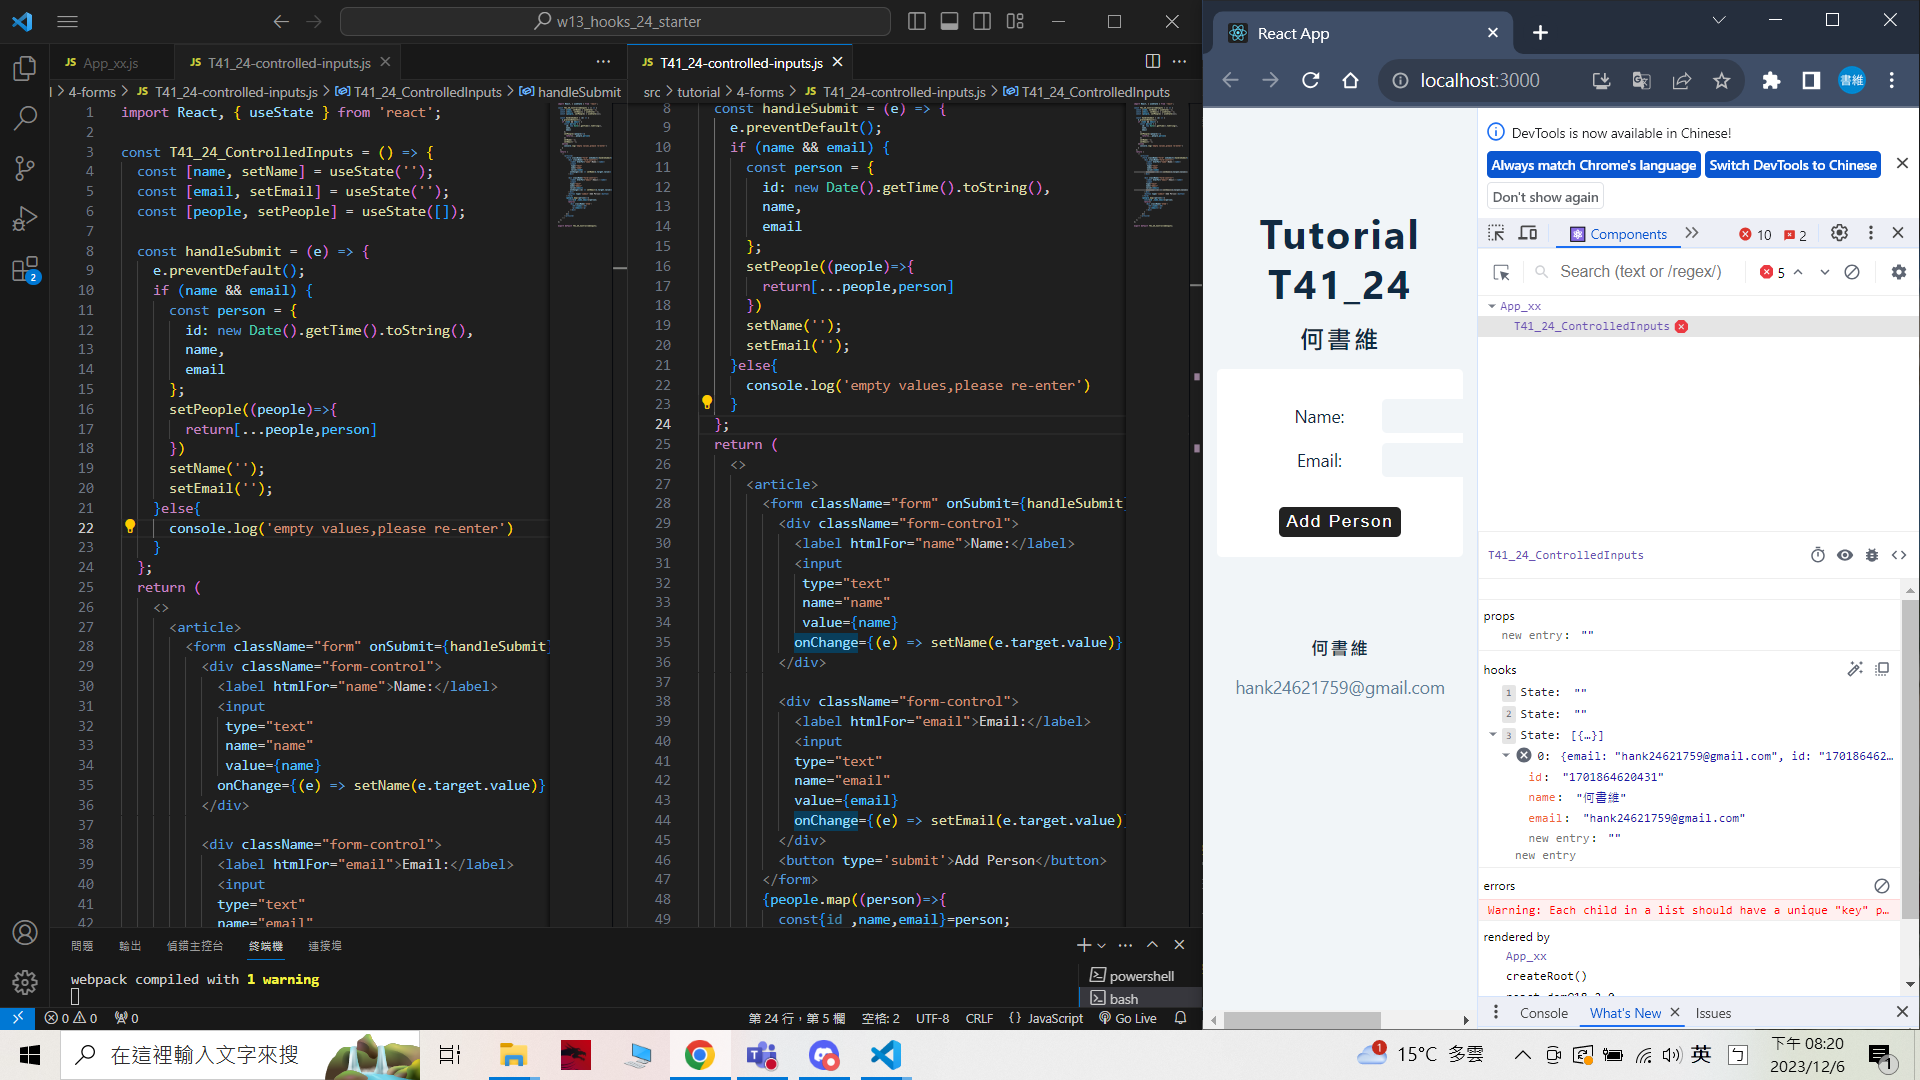 w13_hooks_24_starter
JS App_xx.js
JS T41_24-controlled-inputs.js
l > 4-forms > JS T41_24-controlled-inputs.js > T41_24_ControlledInputs > handleSubmit
1 import React, { useState } from 'react';
2
3 const T41_24_ControlledInputs = () => {
4 const [name, setName] = useState('');
5 const [email, setEmail] = useState('');
6 const [people, setPeople] = useState([]);
7
8 const handleSubmit = (e) => {
9 e.preventDefault();
10 if (name && email) {
11 const person = {
12 id: new Date().getTime().toString(),
13 name,
14 email
15 };
16 setPeople((people)=>{
17 return[...people,person]
18 })
19 setName('');
20 setEmail('');
21 }else{
22 console.log('empty values,please re-enter')
23 }
24 };
25 return (
26 <>
27 <article>
28 <form className="form" onSubmit={handleSubmit}
29 <div className="form-control">
30 <label htmlFor="name">Name:</label>
31 <input
32 type="text"
33 name="name"
34 value={name}
35 onChange={(e) => setName(e.target.value)}
36 </div>
37
38 <div className="form-control">
39 <label htmlFor="email">Email:</label>
40 <input
41 type="text"
42 name="email"
JS T41_24-controlled-inputs.js
src > tutorial > 4-forms > JS T41_24-controlled-inputs.js > T41_24_ControlledInputs
8 const handleSubmit = (e) => {
9 e.preventDefault();
10 if (name && email) {
11 const person = {
12 id: new Date().getTime().toString(),
13 name,
14 email
15 };
16 setPeople((people)=>{
17 return[...people,person]
18 })
19 setName('');
20 setEmail('');
21 }else{
22 console.log('empty values,please re-enter')
23 }
24 };
25 return (
26 <>
27 <article>
28 <form className="form" onSubmit={handleSubmit}
29 <div className="form-control">
30 <label htmlFor="name">Name:</label>
31 <input
32 type="text"
33 name="name"
34 value={name}
35 onChange={(e) => setName(e.target.value)}
36 </div>
37
38 <div className="form-control">
39 <label htmlFor="email">Email:</label>
40 <input
41 type="text"
42 name="email"
43 value={email}
44 onChange={(e) => setEmail(e.target.value)
45 </div>
46 <button type='submit'>Add Person</button>
47 </form>
48 {people.map((person)=>{
49 const{id ,name,email}=person;
2
問題 輸出 偵錯主控台 終端機 連接埠
webpack compiled with 1 warning
powershell
bash
0 0 0
第 24 行，第 5 欄 空格: 2 UTF-8 CRLF {} JavaScript Go Live
React App
localhost:3000
書維
Tutorial
T41_24
何書維
Name:
Email:
Add Person
何書維
hank24621759@gmail.com
DevTools is now available in Chinese!
Always match Chrome's language
Switch DevTools to Chinese
Don't show again
Components 10 2
Search (text or /regex/) 5
App_xx
T41_24_ControlledInputs
T41_24_ControlledInputs
props
new entry: ""
hooks
1 State: ""
2 State: ""
3 State: [{…}]
0: {email: "hank24621759@gmail.com", id: "170186462…
id: "1701864620431"
name: "何書維"
email: "hank24621759@gmail.com"
new entry: ""
new entry
errors
Warning: Each child in a list should have a unique "key" p…
rendered by
App_xx
createRoot()
Console What's New Issues
在這裡輸入文字來搜
1
15°C 多雲
英
ㄅ
下午 08:20
2023/12/6
1